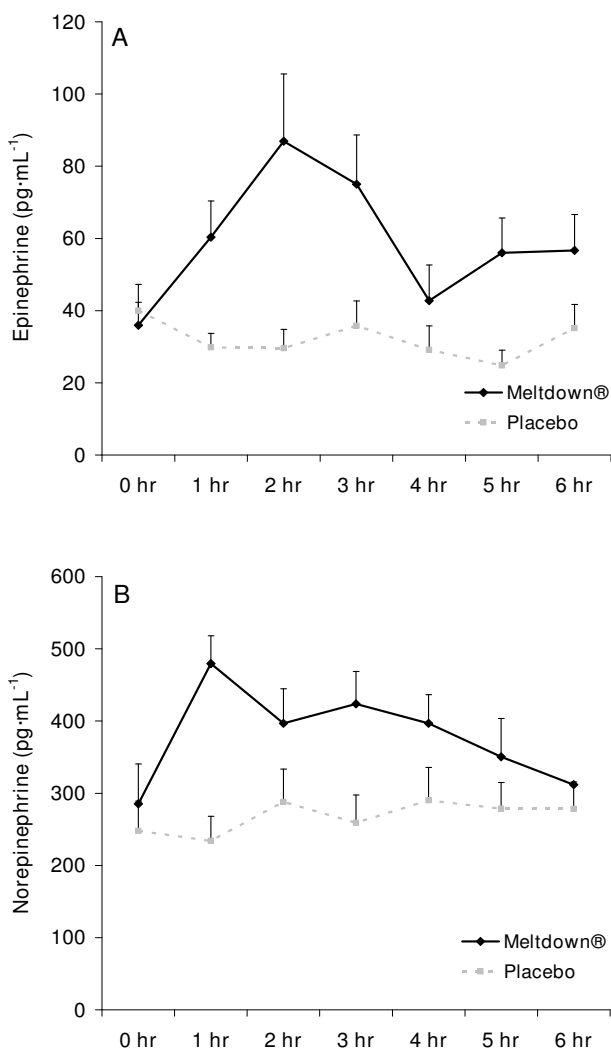 120
A
100
80
60
40
20
0
Epinephrine (pg·mL⁻¹)
Meltdown®
Placebo
0 hr 1 hr 2 hr 3 hr 4 hr 5 hr 6 hr
600
B
500
400
300
200
100
0
Norepinephrine (pg·mL⁻¹)
Meltdown®
Placebo
0 hr 1 hr 2 hr 3 hr 4 hr 5 hr 6 hr